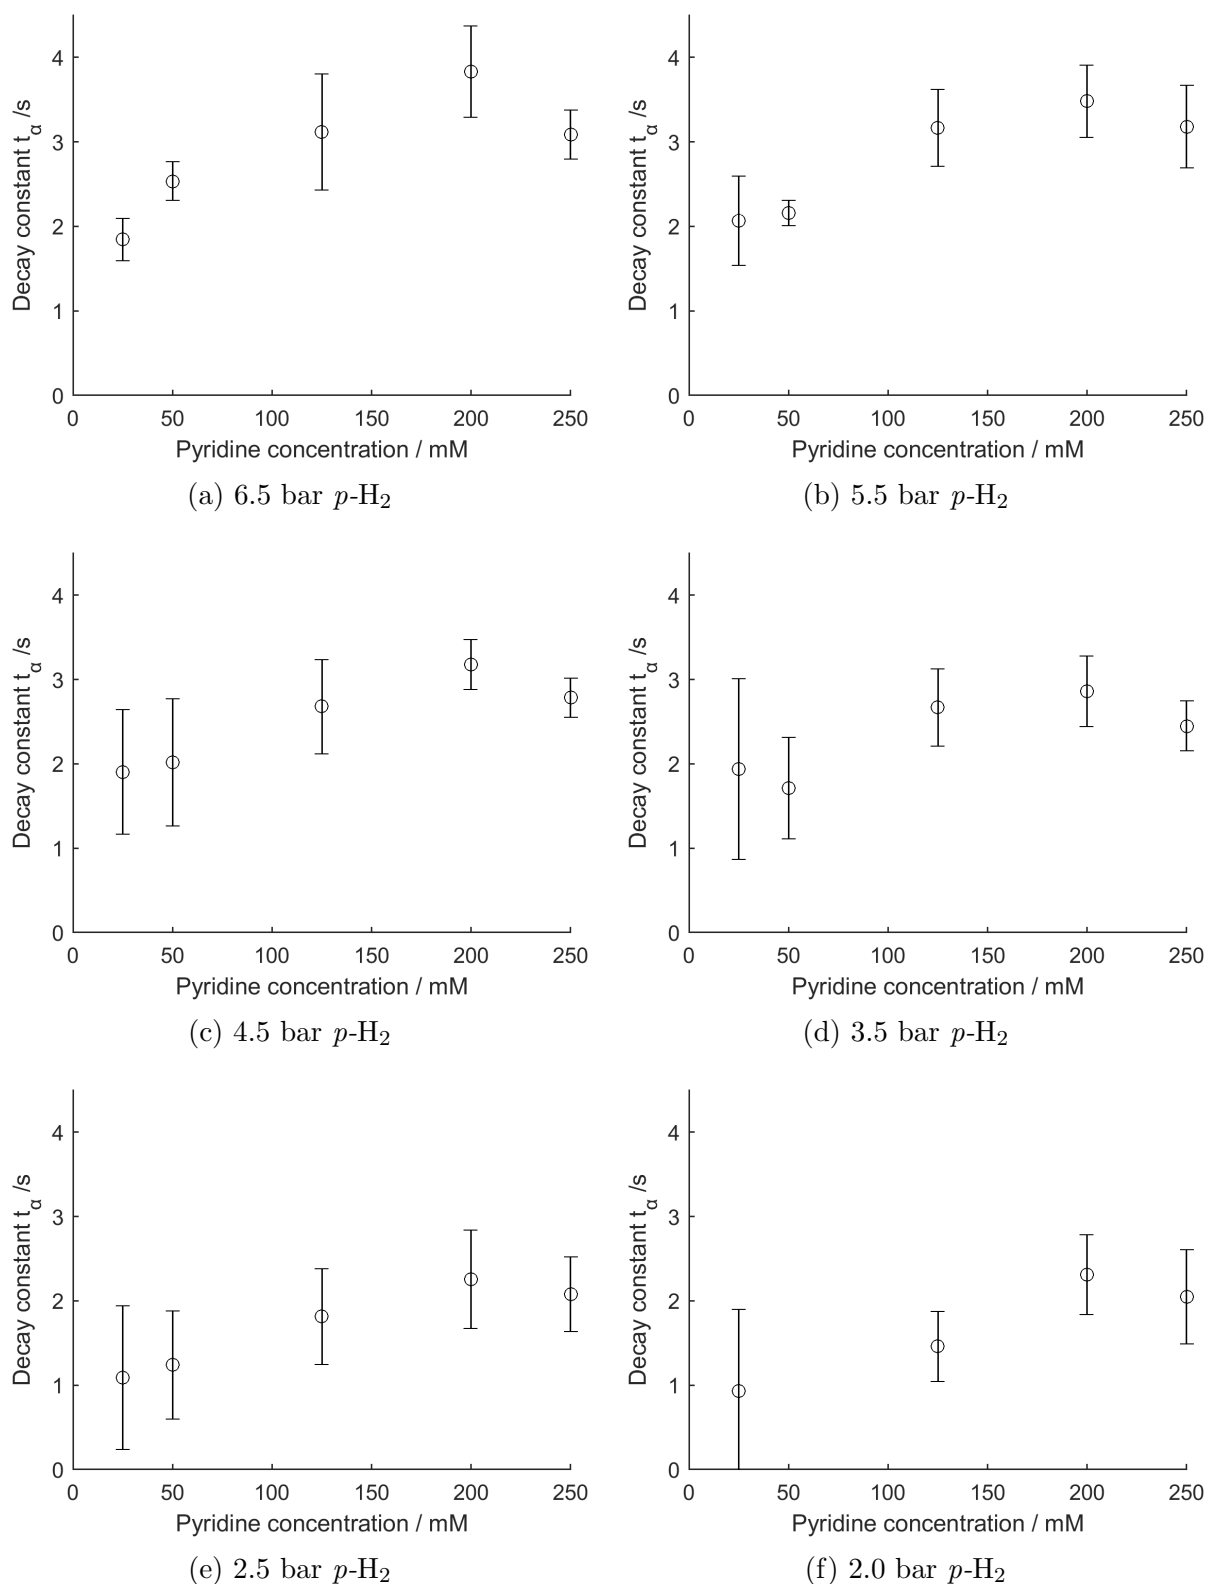 4
3
2
1
0
Decay constant tα /s
0 50 100 150 200 250
Pyridine concentration / mM
(a) 6.5 bar p-H2
4
3
2
1
0
Decay constant tα /s
0 50 100 150 200 250
Pyridine concentration / mM
(b) 5.5 bar p-H2
4
3
2
1
0
Decay constant tα /s
0 50 100 150 200 250
Pyridine concentration / mM
(c) 4.5 bar p-H2
4
3
2
1
0
Decay constant tα /s
0 50 100 150 200 250
Pyridine concentration / mM
(d) 3.5 bar p-H2
4
3
2
1
0
Decay constant tα /s
0 50 100 150 200 250
Pyridine concentration / mM
(e) 2.5 bar p-H2
4
3
2
1
0
Decay constant tα /s
0 50 100 150 200 250
Pyridine concentration / mM
(f) 2.0 bar p-H2